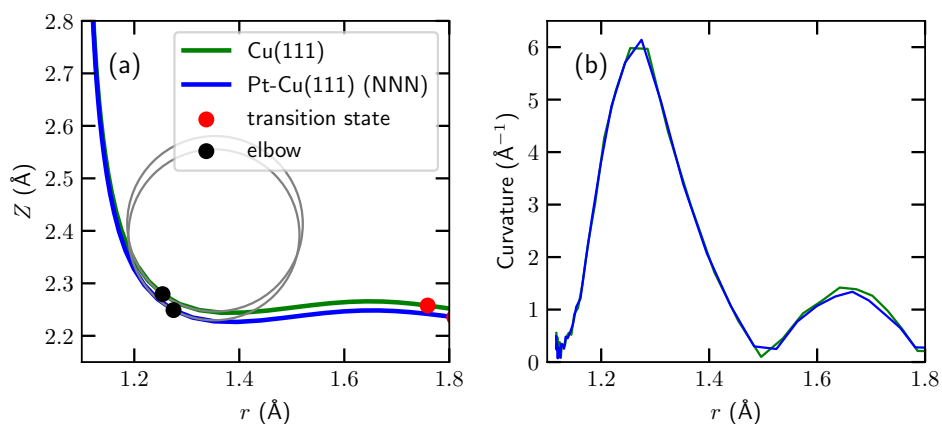 (a)
Cu(111)
Pt-Cu(111) (NNN)
transition state
elbow
2.8
2.7
2.6
2.5
2.4
2.3
2.2
Z (Å)
1.2 1.4 1.6 1.8
r (Å)
(b)
7
6
5
4
3
2
1
0
Curvature (Å⁻¹)
1.2 1.4 1.6 1.8
r (Å)